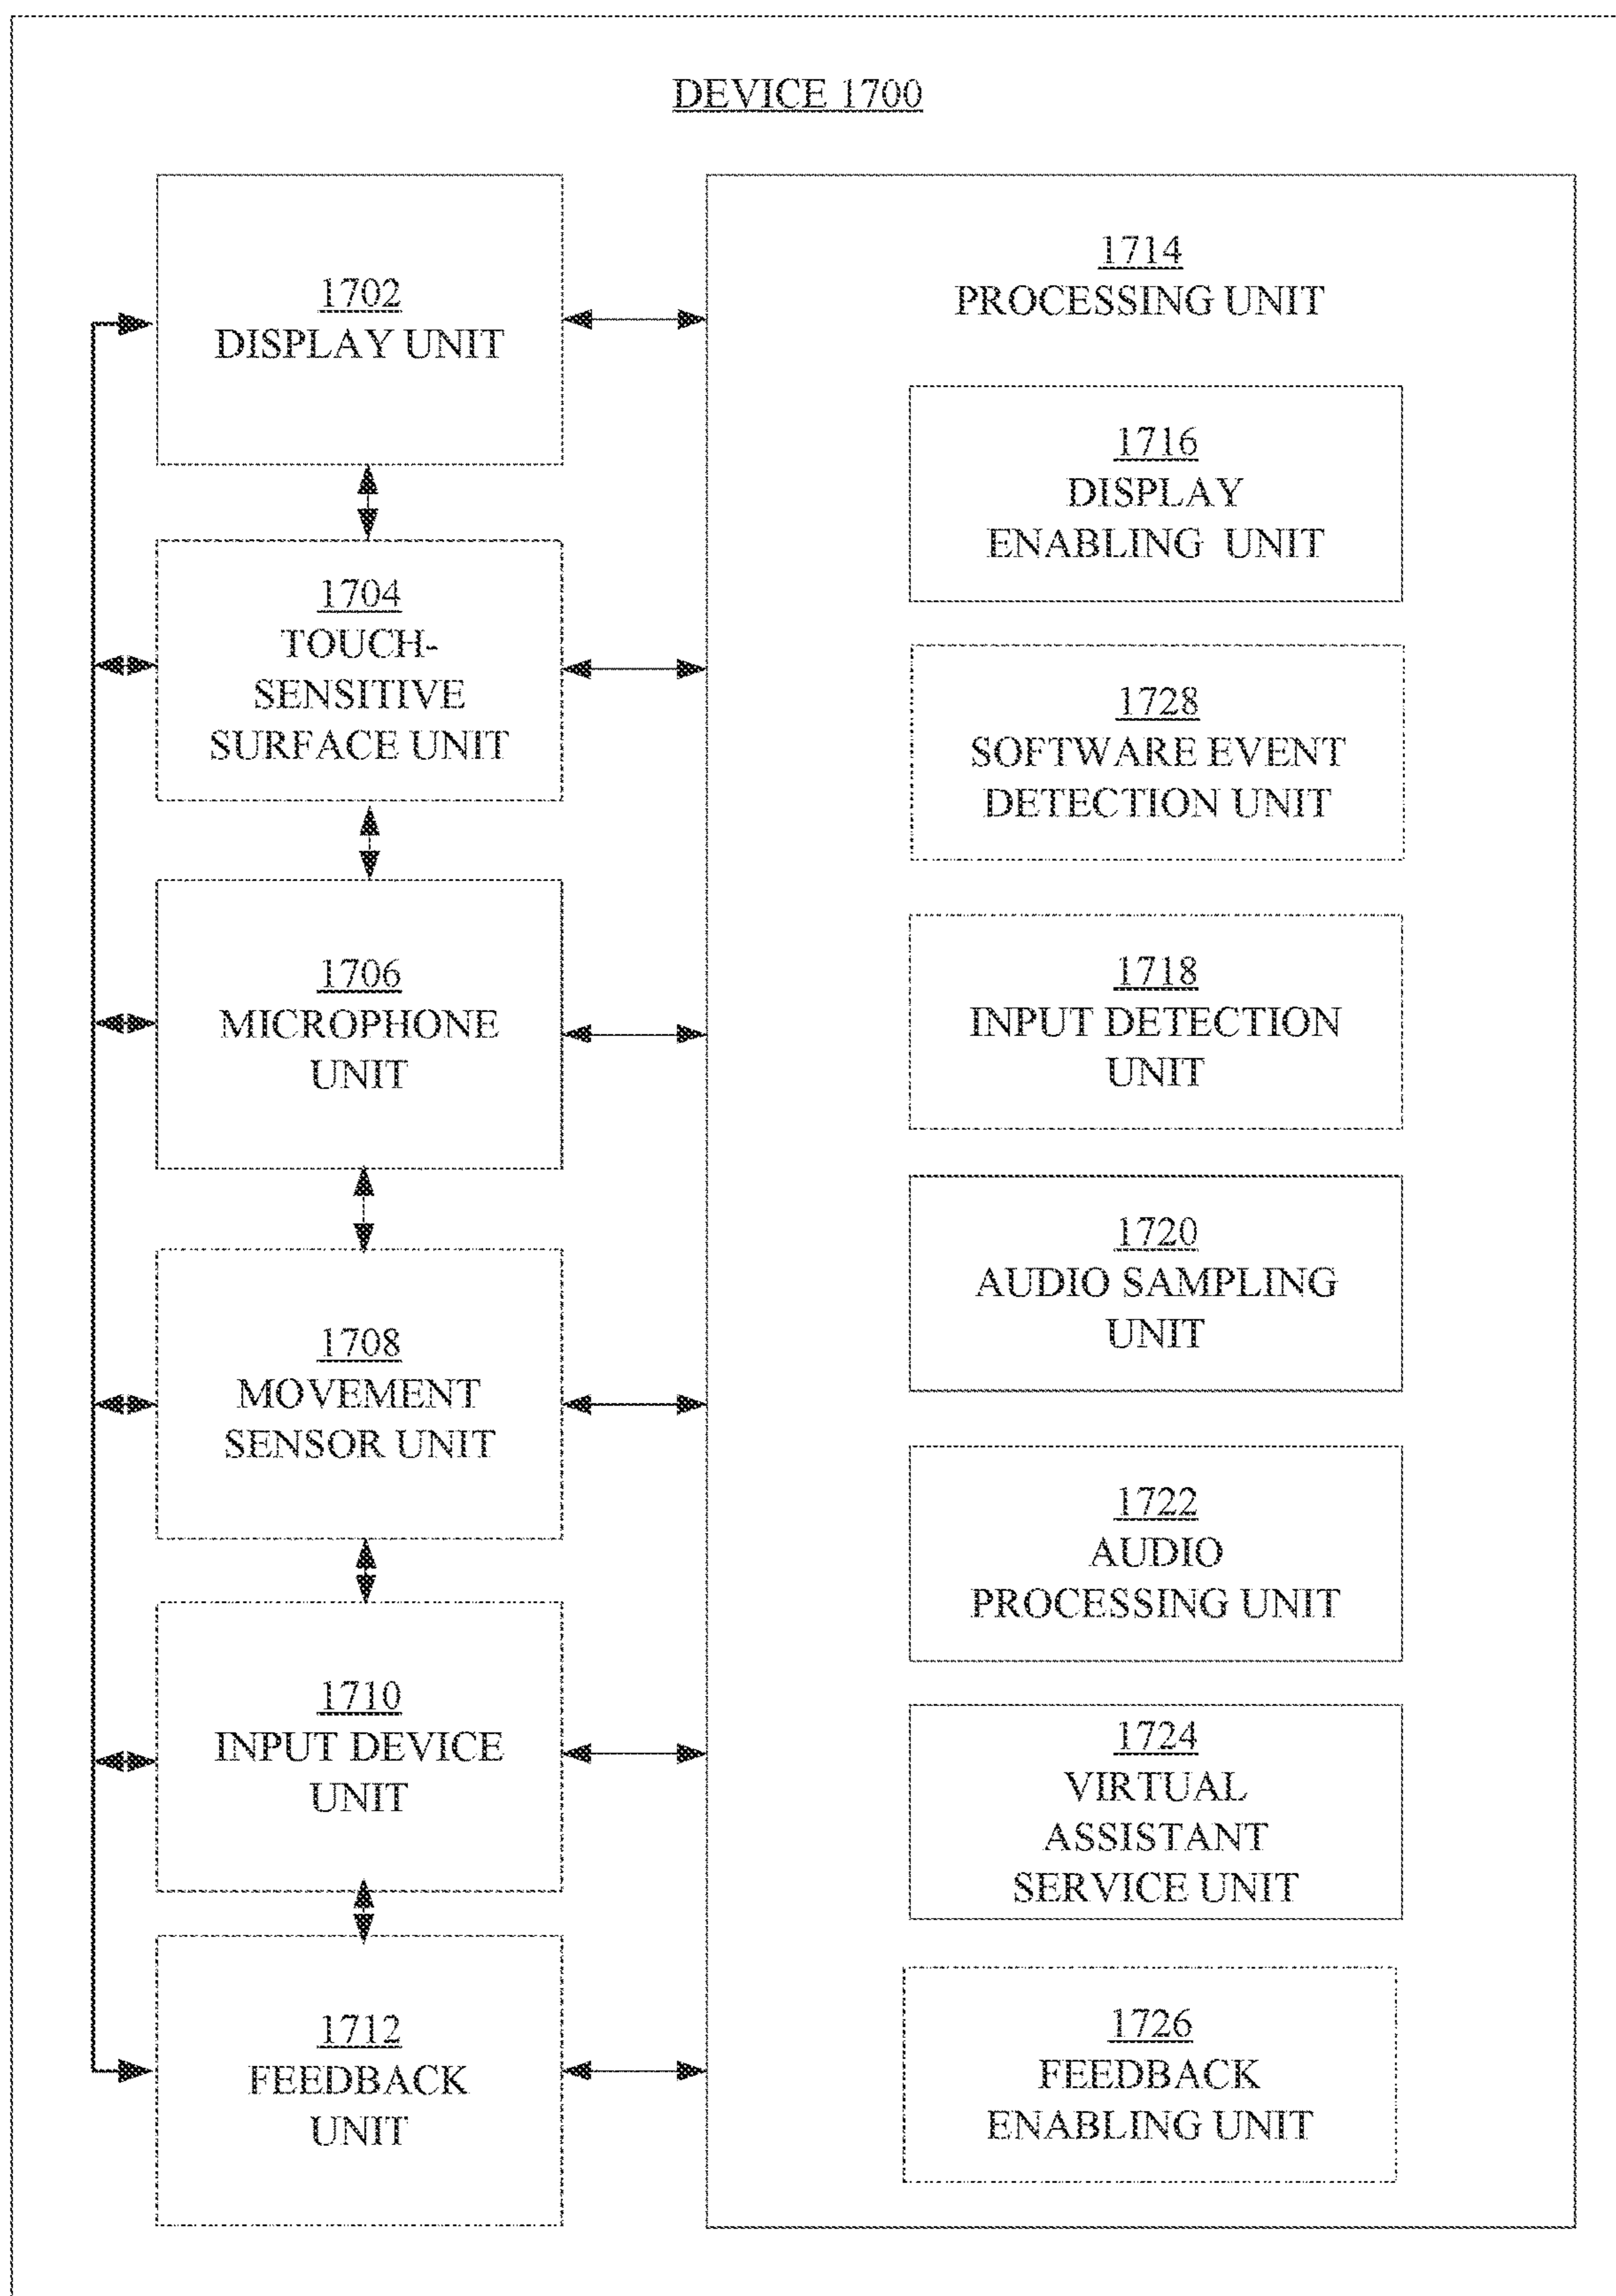 DEVICE 1700
1702
DISPLAY UNIT
1704
TOUCH-
SENSITIVE
SURFACE UNIT
1706
MICROPHONE
UNIT
1708
MOVEMENT
SENSOR UNIT
1710
INPUT DEVICE
UNIT
1712
FEEDBACK
UNIT
1714
PROCESSING UNIT
1716
DISPLAY
ENABLING UNIT
1728
SOFTWARE EVENT
DETECTION UNIT
1718
INPUT DETECTION
UNIT
1720
AUDIO SAMPLING
UNIT
1722
AUDIO
PROCESSING UNIT
1724
VIRTUAL
ASSISTANT
SERVICE UNIT
1726
FEEDBACK
ENABLING UNIT